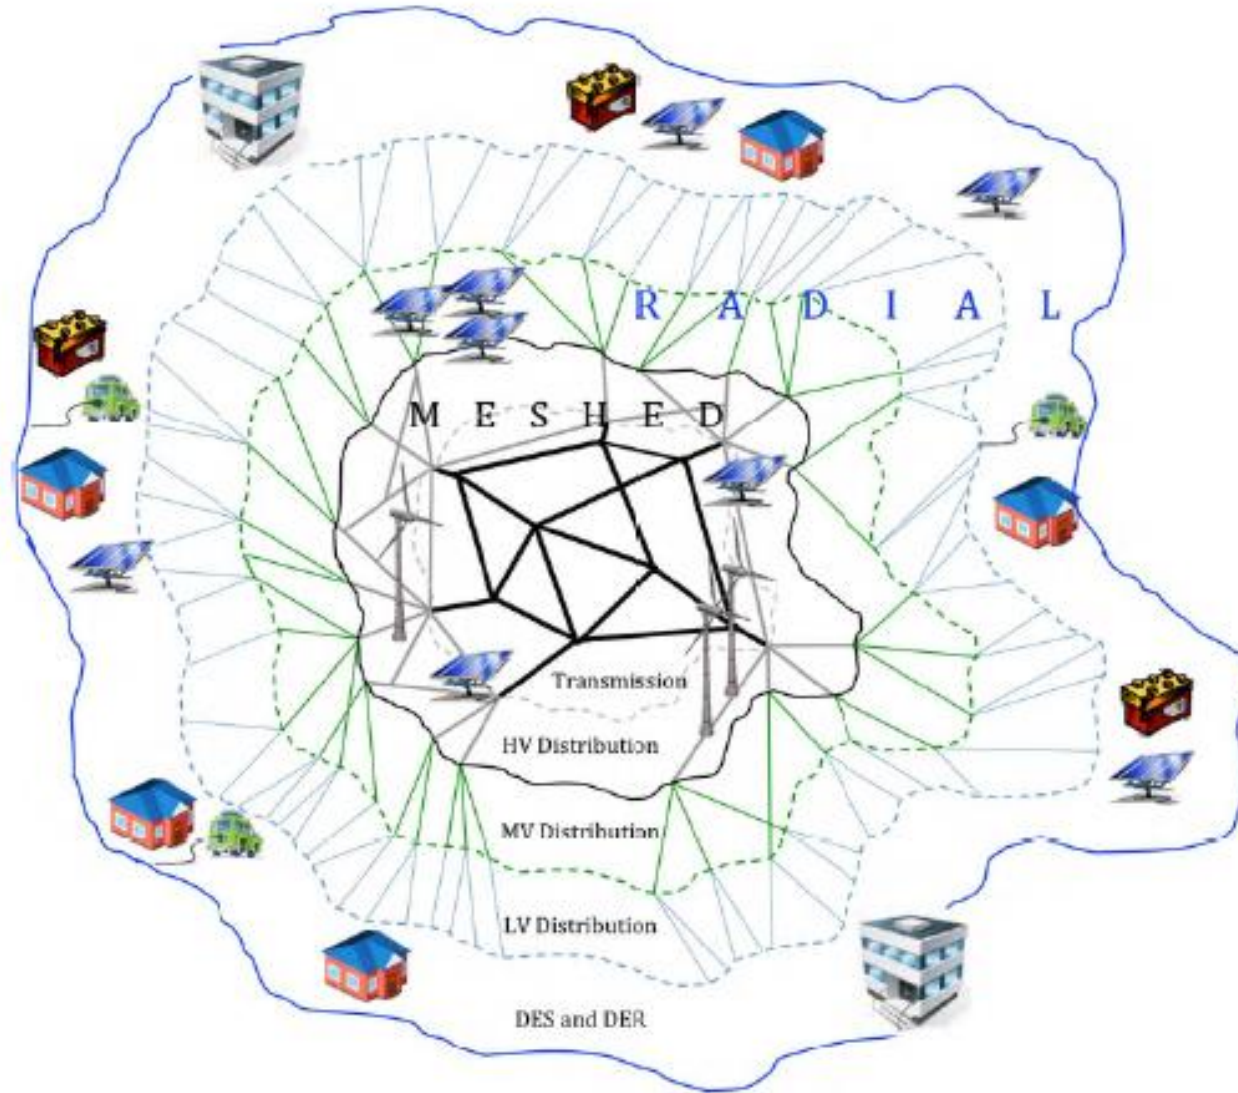 R A D I A L
M E S H E D
Transmission
HV Distribution
MV Distribution
LV Distribution
DES and DER